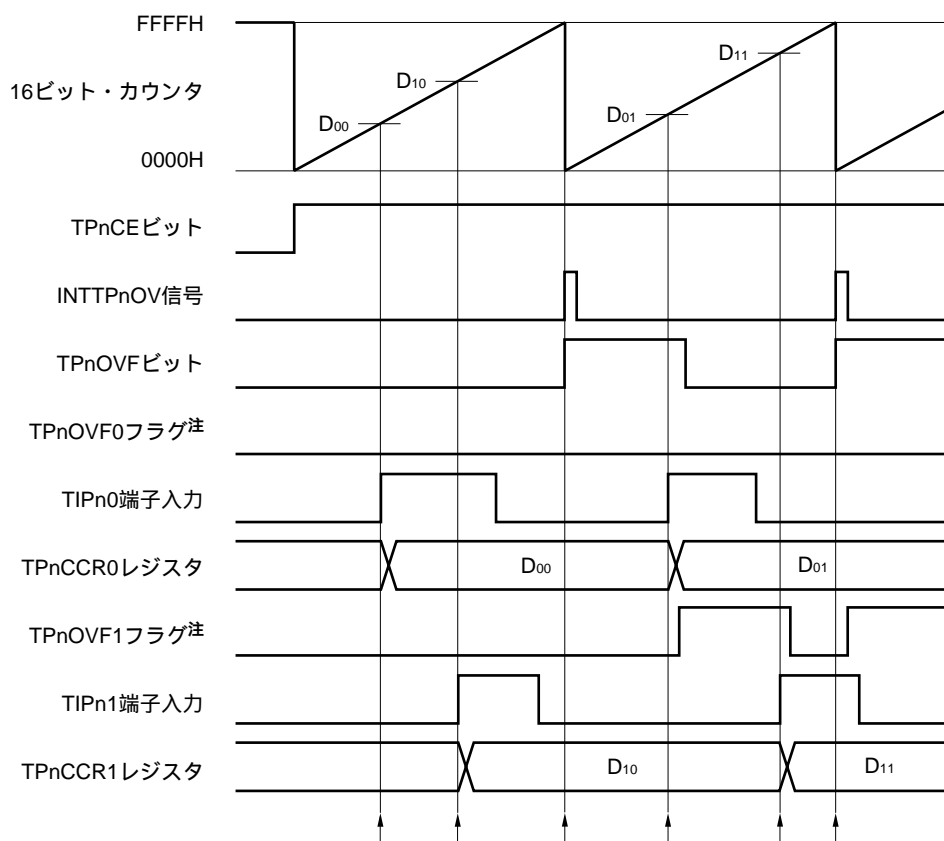 FFFFH
D11
D10
16ビット・カウンタ
D00
D01
0000H
TPnCEビット
INTTPnOV信号
TPnOVFビット
TPnOVF0フラグ注
TIPn0端子入力
TPnCCR0レジスタ
D00
D01
TPnOVF1フラグ注
TIPn1端子入力
TPnCCR1レジスタ
D10
D11